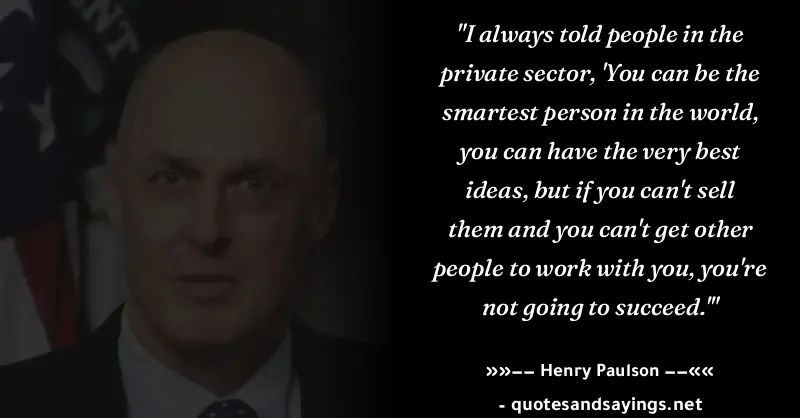 ENT
"I always told people in the
private sector, 'You can be the
smartest person in the world,
you can have the very best
ideas, but if you can't sell
them and you can't get other
people to work with you, you're
not going to succeed.'"
»»-- Henry Paulson --««
- quotesandsayings.net